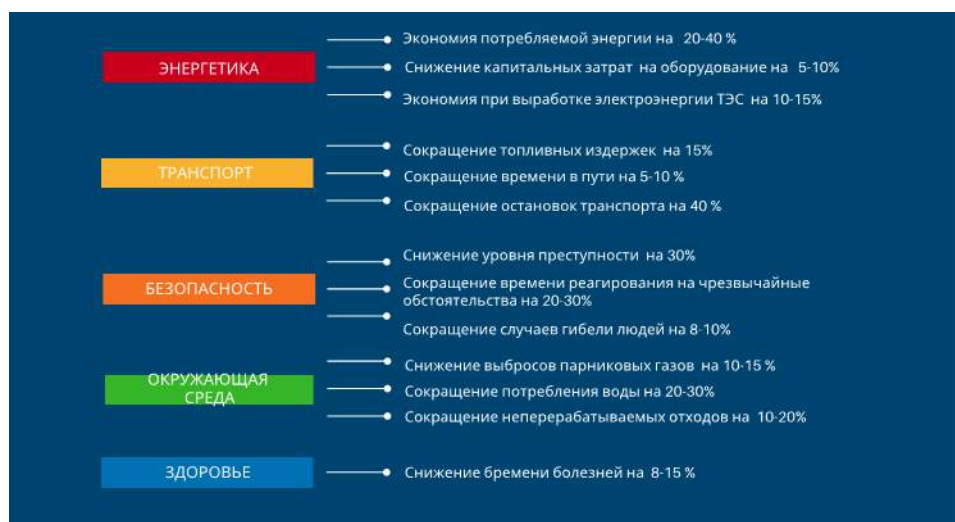 Экономия потребляемой энергии на 20-40 %
ЭНЕРГЕТИКА
Снижение капитальных затрат на оборудование на 5-10%
Экономия при выработке электроэнергии ТЭС на 10-15%
Сокращение топливных издержек на 15%
ТРАНСПОРТ
Сокращение времени в пути на 5-10 %
Сокращение остановок транспорта на 40 %
Снижение уровня преступности на 30%
БЕЗОПАСНОСТЬ
Сокращение времени реагирования на чрезвычайные
обстоятельства на 20-30%
Сокращение случаев гибели людей на 8-10%
Снижение выбросов парниковых газов на 10-15 %
ОКРУЖАЮЩАЯ
СРЕДА
Сокращение потребления воды на 20-30%
Сокращение неперерабатываемых отходов на 10-20%
ЗДОРОВЬЕ
Снижение бремени болезней на 8-15 %